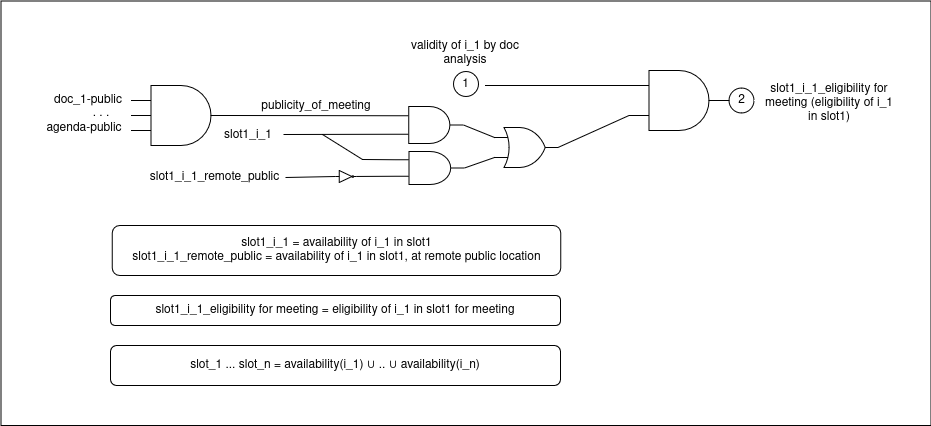 validity of i_1 by doc
analysis
1
doc_1-public
. . .
agenda-public
publicity_of_meeting
slot1_i_1
slot1_i_1_remote_public
2
slot1_i_1_eligibility for
meeting (eligibility of i_1
in slot1)
slot1_i_1 = availability of i_1 in slot1
slot1_i_1_remote_public = availability of i_1 in slot1, at remote public location
slot1_i_1_eligibility for meeting = eligibility of i_1 in slot1 for meeting
slot_1 ... slot_n = availability(i_1) ∪ .. ∪ availability(i_n)